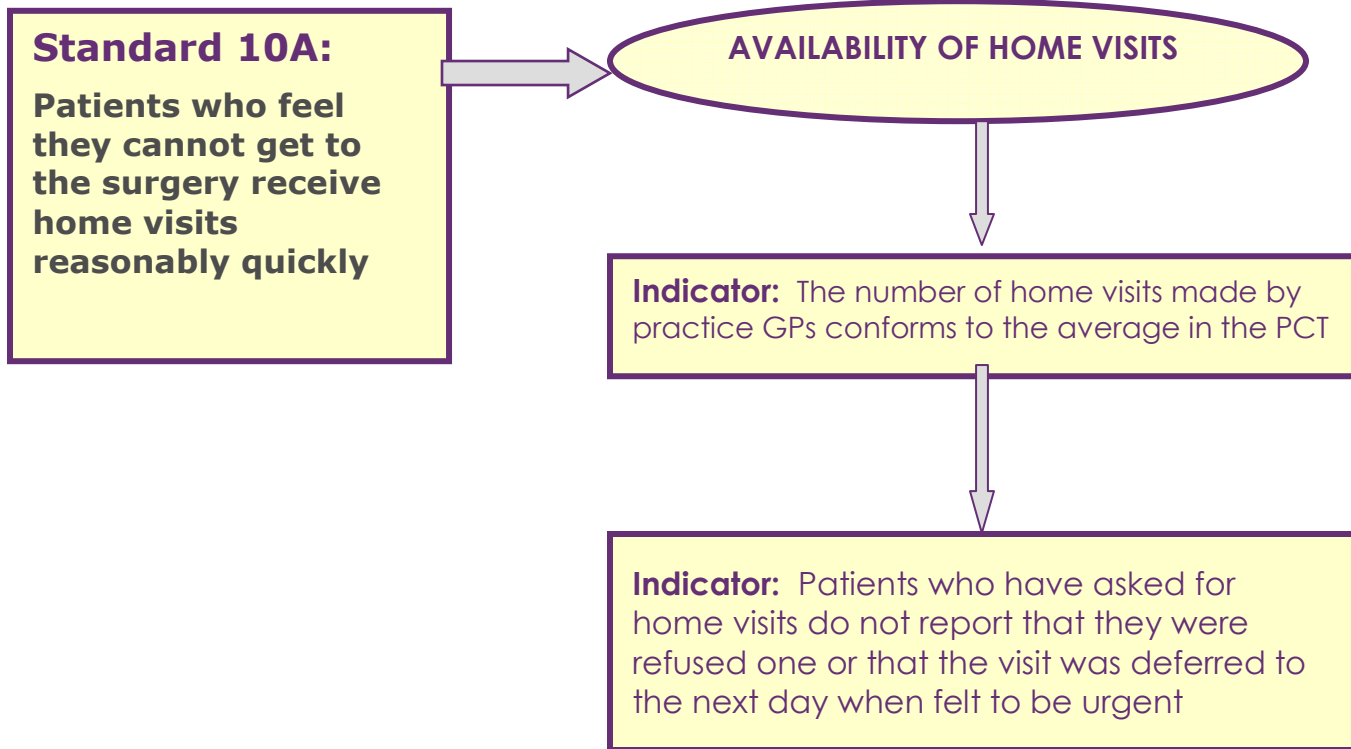 Standard 10A:
Patients who feel
they cannot get to
the surgery receive
home visits
reasonably quickly
AVAILABILITY OF HOME VISITS
Indicator: The number of home visits made by
practice GPs conforms to the average in the PCT
Indicator: Patients who have asked for
home visits do not report that they were
refused one or that the visit was deferred to
the next day when felt to be urgent